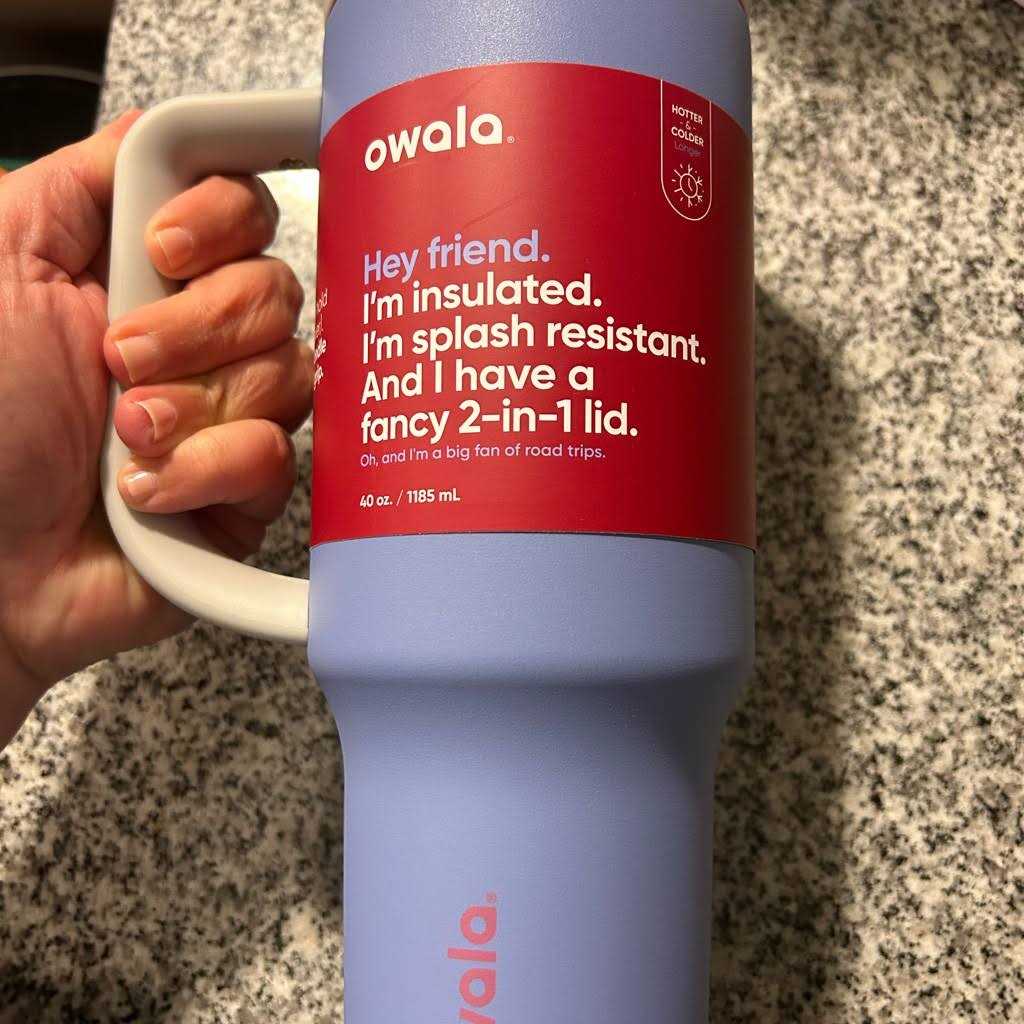 owala®
HOTTER
&
COLDER
Longer
Hey friend.
I'm insulated.
I'm splash resistant.
And I have a
fancy 2-in-1 lid.
Oh, and I'm a big fan of road trips.
40 oz. / 1185 mL
wala®